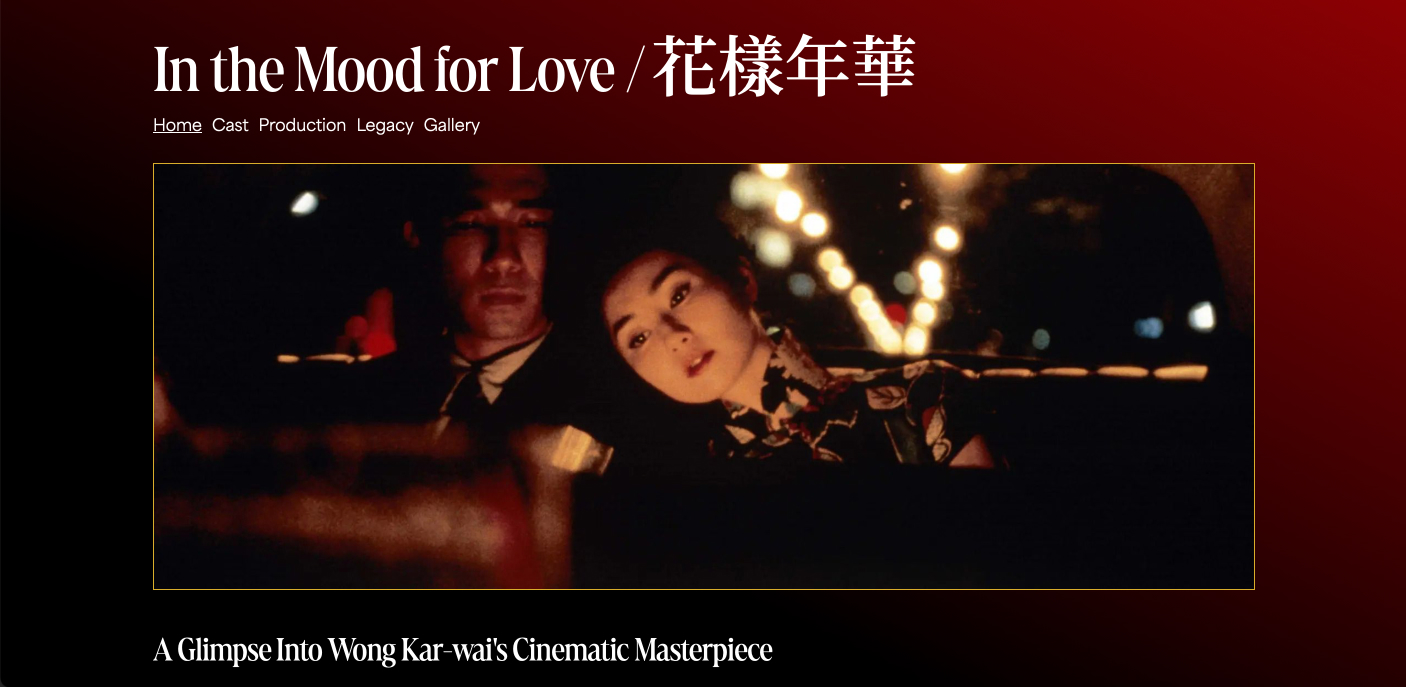 In the Mood for Love / 花樣年華
Home Cast Production Legacy Gallery
A Glimpse Into Wong Kar-wai's Cinematic Masterpiece